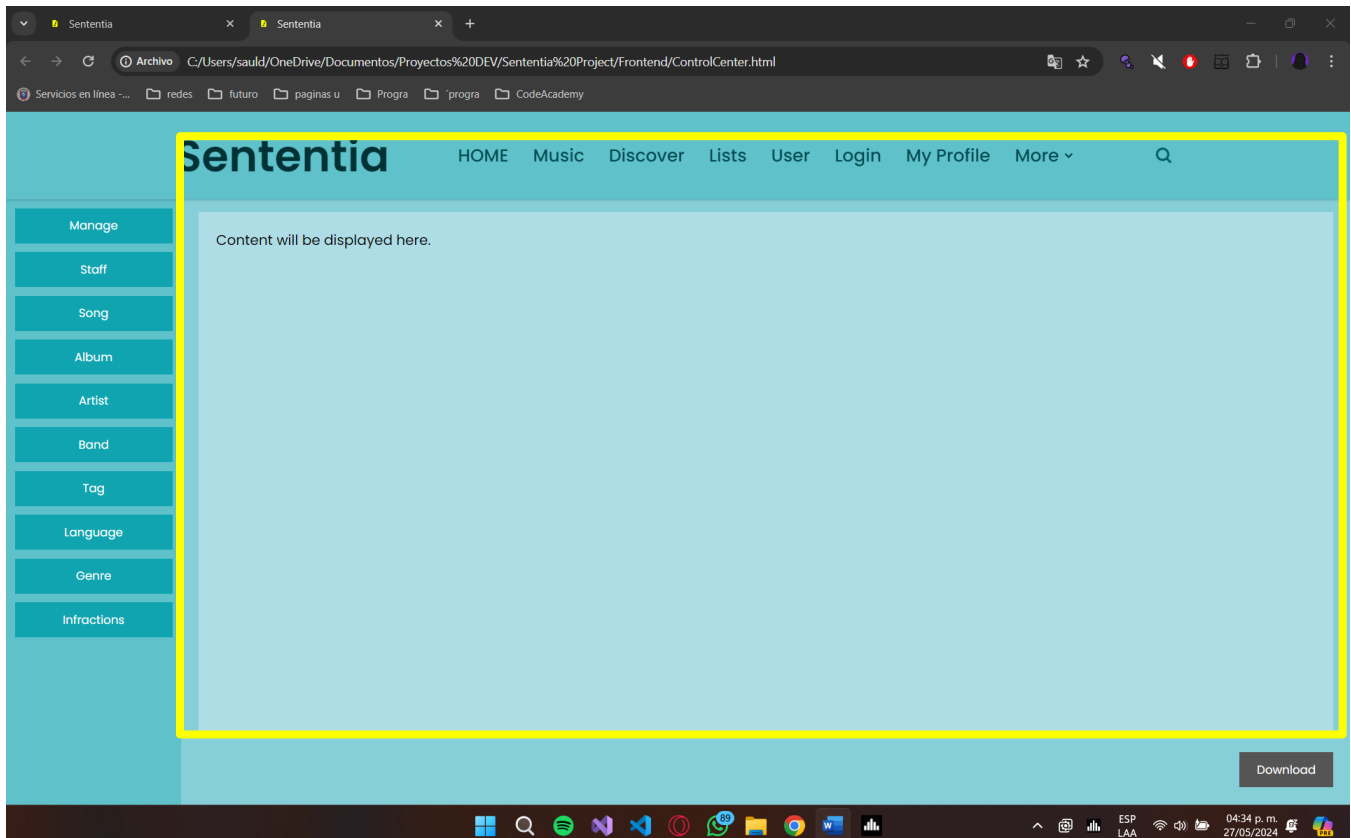 Sententia
Sententia
Archivo C:/Users/sauld/OneDrive/Documentos/Proyectos%20DEV/Sententia%20Project/Frontend/ControlCenter.html
Servicios en línea -... redes futuro paginas u Progra ´progra CodeAcademy
Sententia HOME Music Discover Lists User Login My Profile More
Manage
Content will be displayed here.
Staff
Song
Album
Artist
Band
Tag
Language
Genre
Infractions
Download
89
ESP
LAA
04:34 p. m.
27/05/2024
PRE